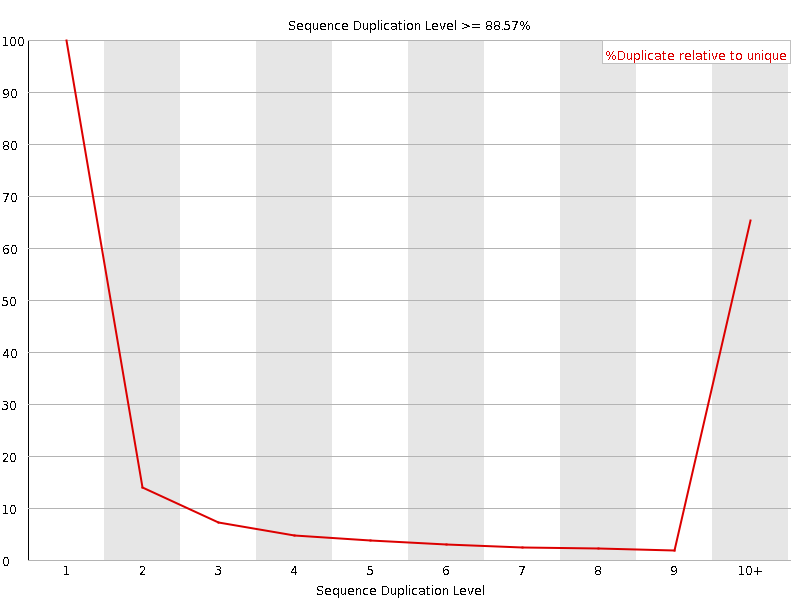 Sequence Duplication Level >= 88.57%
%Duplicate relative to unique
100
90
80
70
60
50
40
30
20
10
0
1 2 3 4 5 6 7 8 9 10+
Sequence Duplication Level